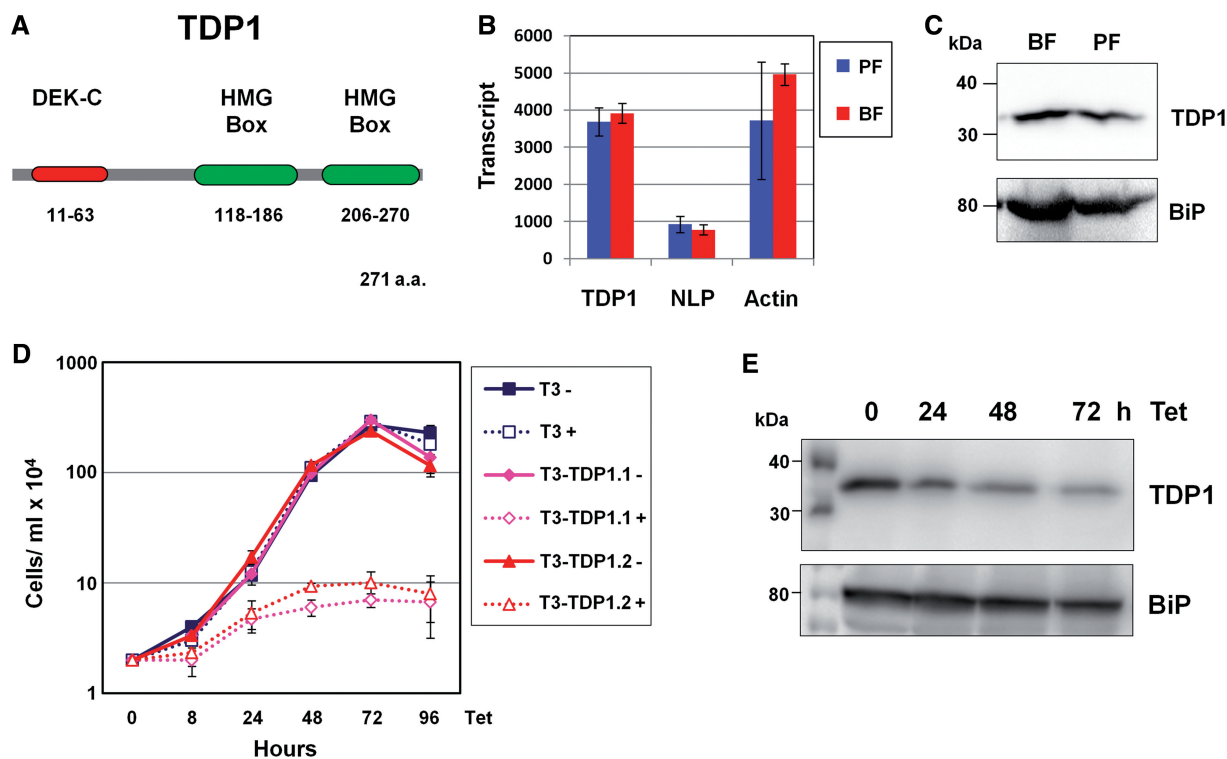 A
TDP1
DEK-C
HMG Box
HMG Box
11-63
118-186
206-270
271 a.a.
B
6000
5000
4000
3000
2000
1000
0
Transcript
TDP1 NLP Actin
PF
BF
C
kDa BF PF
40
30
TDP1
80
BiP
D
1000
100
10
1
Cells/ ml x 10⁴
0 8 24 48 72 96 Tet
Hours
T3 -
T3 +
T3-TDP1.1 -
T3-TDP1.1 +
T3-TDP1.2 -
T3-TDP1.2 +
E
kDa 0 24 48 72 h Tet
40
30
TDP1
80
BiP